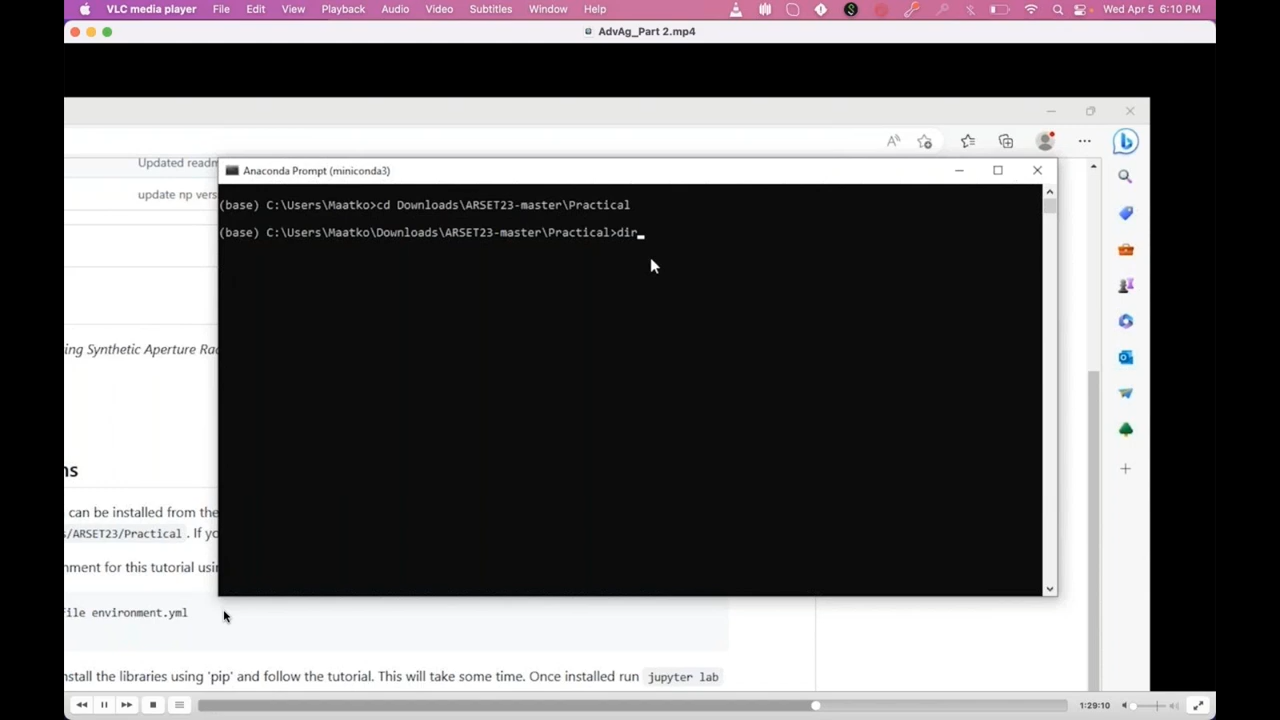 VLC media player File Edit View Playback Audio Video Subtitles Window Help Wed Apr 5 6:10 PM
AdvAg_Part 2.mp4
Updated readm
Anaconda Prompt (miniconda3)
update np vers
(base) C:\Users\Maatko>cd Downloads\ARSET23-master\Practical
(base) C:\Users\Maatko\Downloads\ARSET23-master\Practical>dir
ing Synthetic Aperture Rad
ns
can be installed from the
s/ARSET23/Practical . If yo
nment for this tutorial usi
file environment.yml
nstall the libraries using 'pip' and follow the tutorial. This will take some time. Once installed run jupyter lab
1:29:10